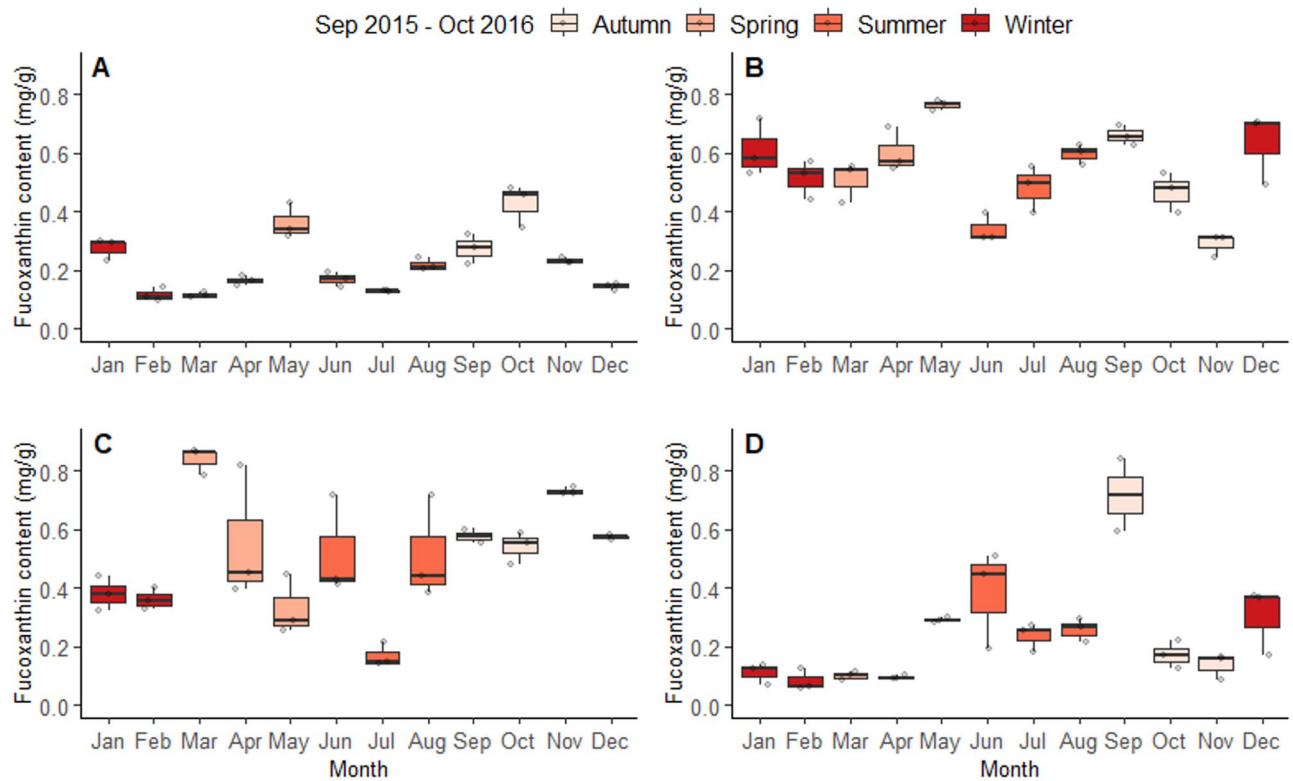 Sep 2015 - Oct 2016 Autumn Spring Summer Winter
A
Fucoxanthin content (mg/g)
0.8
0.6
0.4
0.2
0.0
Jan Feb Mar Apr May Jun Jul Aug Sep Oct Nov Dec
B
Fucoxanthin content (mg/g)
0.8
0.6
0.4
0.2
0.0
Jan Feb Mar Apr May Jun Jul Aug Sep Oct Nov Dec
C
Fucoxanthin content (mg/g)
0.8
0.6
0.4
0.2
0.0
Jan Feb Mar Apr May Jun Jul Aug Sep Oct Nov Dec
Month
D
Fucoxanthin content (mg/g)
0.8
0.6
0.4
0.2
0.0
Jan Feb Mar Apr May Jun Jul Aug Sep Oct Nov Dec
Month